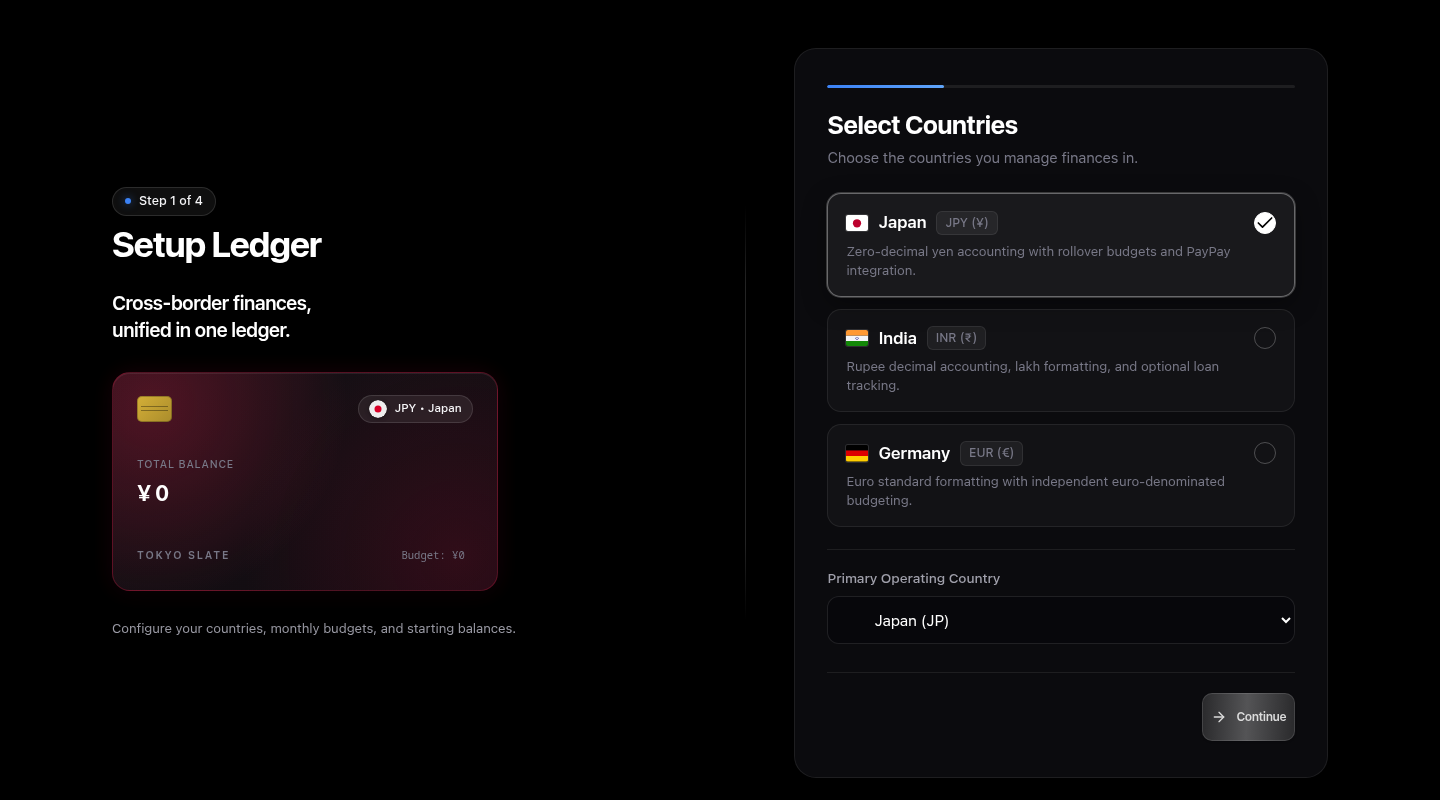 Step 1 of 4
Setup Ledger
Cross-border finances,
unified in one ledger.
JPY • Japan
TOTAL BALANCE
¥ 0
TOKYO SLATE
Budget: ¥0
Configure your countries, monthly budgets, and starting balances.
Select Countries
Choose the countries you manage finances in.
Japan JPY (¥)
Zero-decimal yen accounting with rollover budgets and PayPay
integration.
India INR (₹)
Rupee decimal accounting, lakh formatting, and optional loan
tracking.
Germany EUR (€)
Euro standard formatting with independent euro-denominated
budgeting.
Primary Operating Country
Japan (JP)
Continue